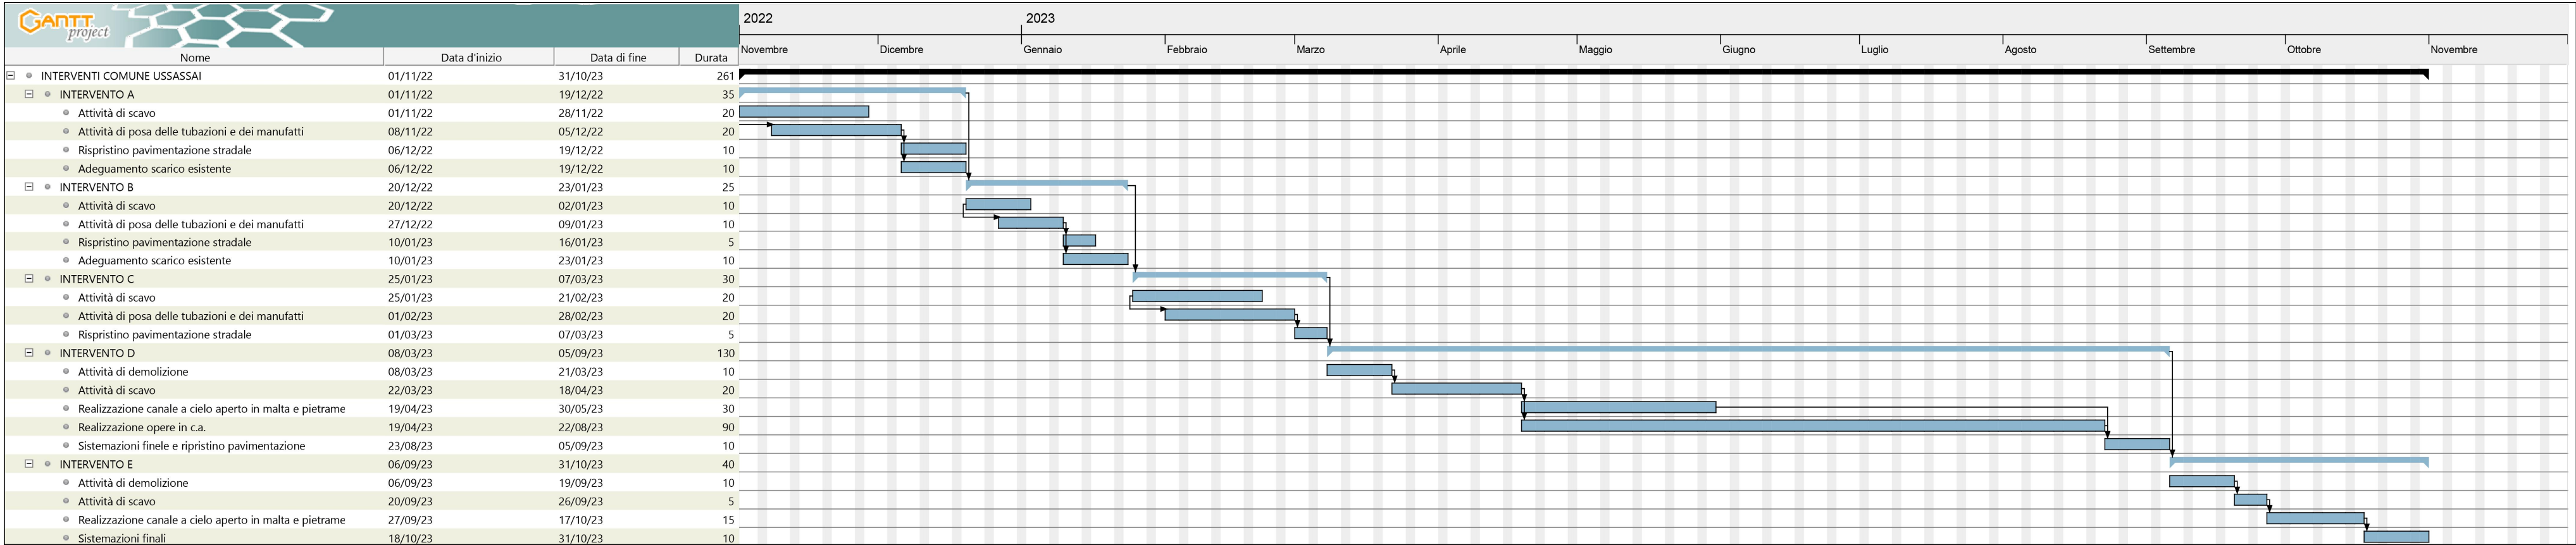 GANTT
project
2022 2023
Novembre Dicembre Gennaio Febbraio Marzo Aprile Maggio Giugno Luglio Agosto Settembre Ottobre Novembre
Nome Data d'inizio Data di fine Durata
INTERVENTI COMUNE USSASSAI 01/11/22 31/10/23 261
INTERVENTO A 01/11/22 19/12/22 35
Attività di scavo 01/11/22 28/11/22 20
Attività di posa delle tubazioni e dei manufatti 08/11/22 05/12/22 20
Rispristino pavimentazione stradale 06/12/22 19/12/22 10
Adeguamento scarico esistente 06/12/22 19/12/22 10
INTERVENTO B 20/12/22 23/01/23 25
Attività di scavo 20/12/22 02/01/23 10
Attività di posa delle tubazioni e dei manufatti 27/12/22 09/01/23 10
Rispristino pavimentazione stradale 10/01/23 16/01/23 5
Adeguamento scarico esistente 10/01/23 23/01/23 10
INTERVENTO C 25/01/23 07/03/23 30
Attività di scavo 25/01/23 21/02/23 20
Attività di posa delle tubazioni e dei manufatti 01/02/23 28/02/23 20
Rispristino pavimentazione stradale 01/03/23 07/03/23 5
INTERVENTO D 08/03/23 05/09/23 130
Attività di demolizione 08/03/23 21/03/23 10
Attività di scavo 22/03/23 18/04/23 20
Realizzazione canale a cielo aperto in malta e pietrame 19/04/23 30/05/23 30
Realizzazione opere in c.a. 19/04/23 22/08/23 90
Sistemazioni finele e ripristino pavimentazione 23/08/23 05/09/23 10
INTERVENTO E 06/09/23 31/10/23 40
Attività di demolizione 06/09/23 19/09/23 10
Attività di scavo 20/09/23 26/09/23 5
Realizzazione canale a cielo aperto in malta e pietrame 27/09/23 17/10/23 15
Sistemazioni finali 18/10/23 31/10/23 10